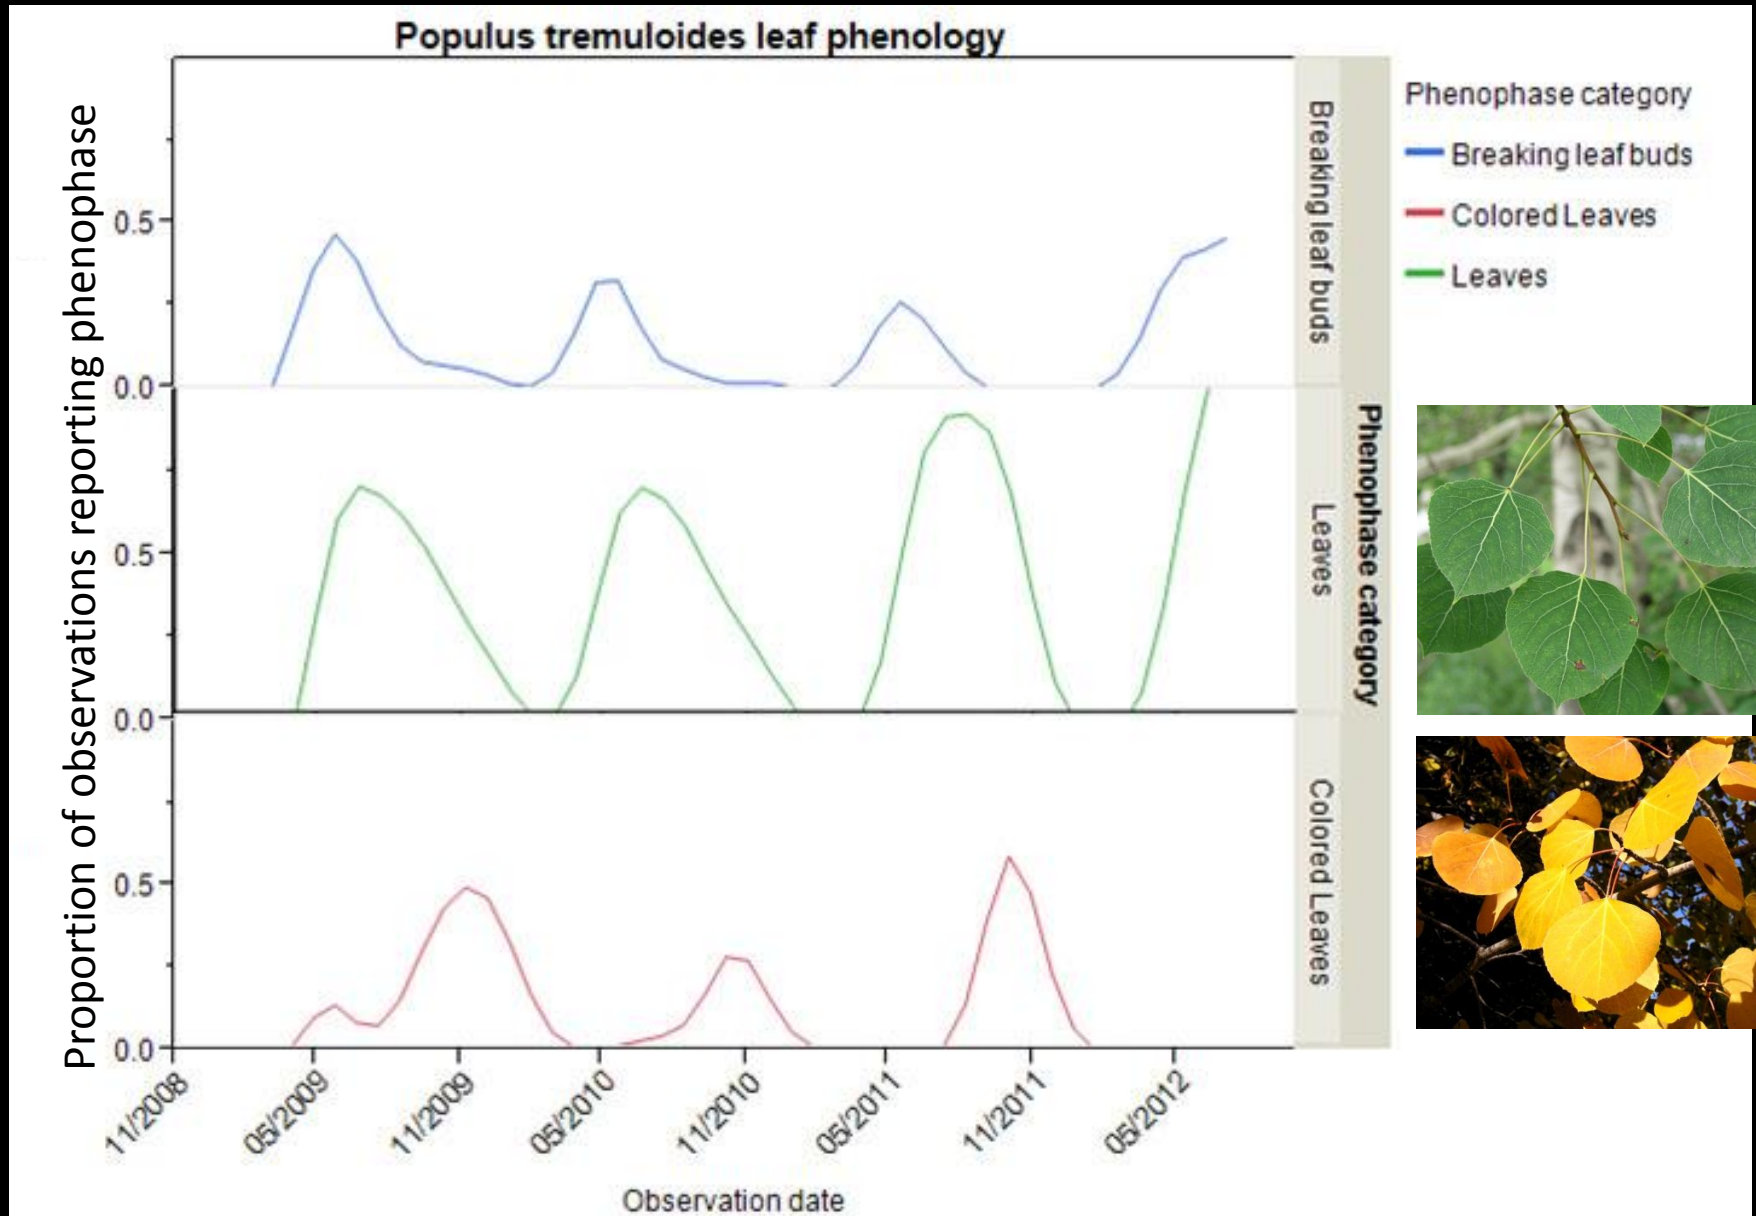 Populus tremuloides leaf phenology
Proportion of observations reporting phenophase
0.5
0.0
Breaking leaf buds
0.0
0.5
0.0
Leaves
0.5
0.0
Colored Leaves
Phenophase category
11/2008
05/2009
11/2009
05/2010
11/2010
05/2011
11/2011
05/2012
Observation date
Phenophase category
Breaking leaf buds
Colored Leaves
Leaves